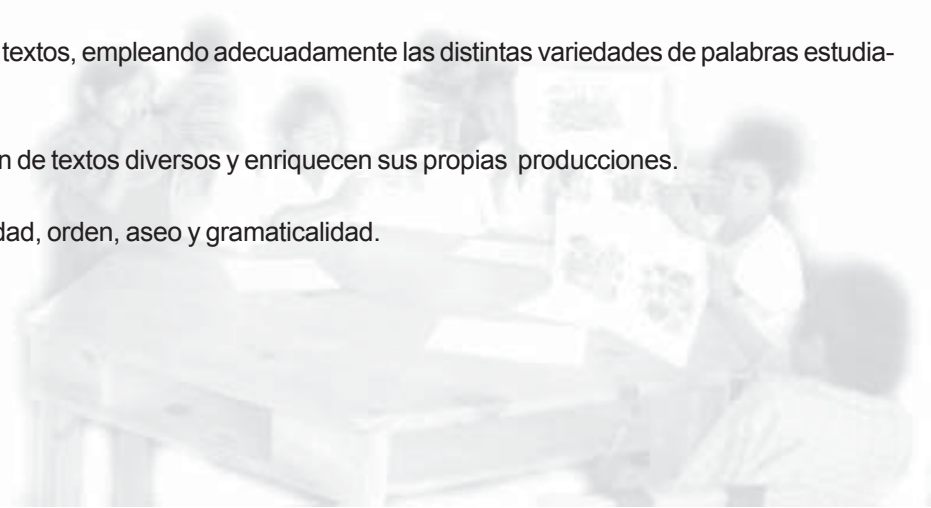 textos, empleando adecuadamente las distintas variedades de palabras estudia-
n de textos diversos y enriquecen sus propias producciones.
dad, orden, aseo y gramaticalidad.